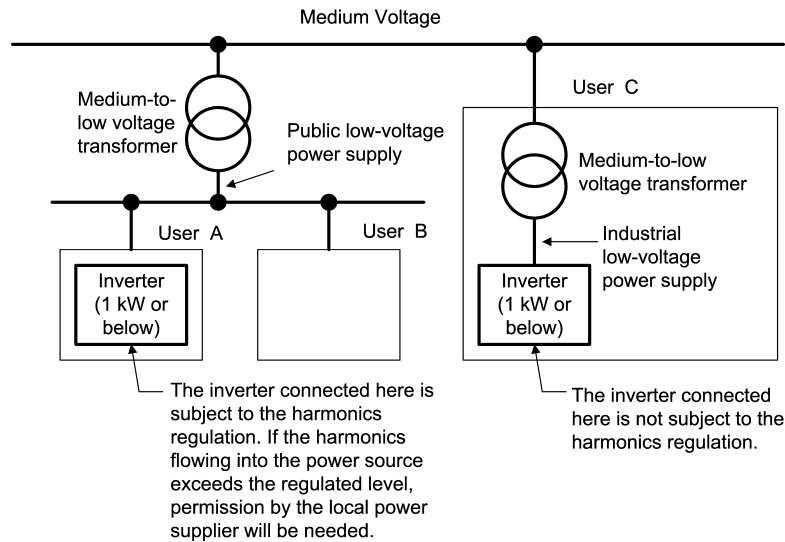 Medium Voltage
Medium-to-
low voltage
transformer
Public low-voltage
power supply
User A
User B
Inverter
(1 kW or
below)
The inverter connected here is
subject to the harmonics
regulation. If the harmonics
flowing into the power source
exceeds the regulated level,
permission by the local power
supplier will be needed.
User C
Medium-to-low
voltage transformer
Industrial
low-voltage
power supply
Inverter
(1 kW or
below)
The inverter connected
here is not subject to the
harmonics regulation.